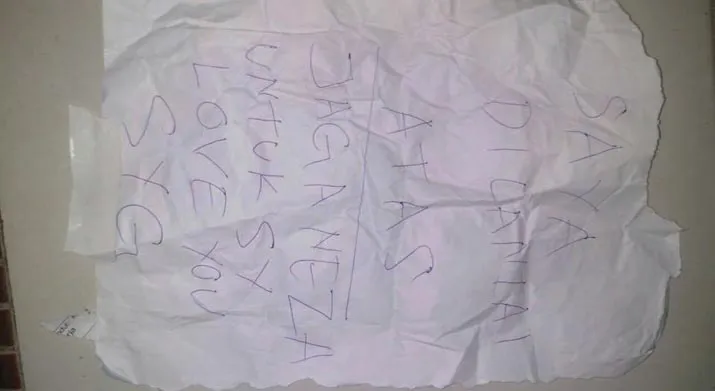 SAYA
DI LANTAI
ATAS
JAGA NEZA
UNTUK SY
LOVE YOU
SYG